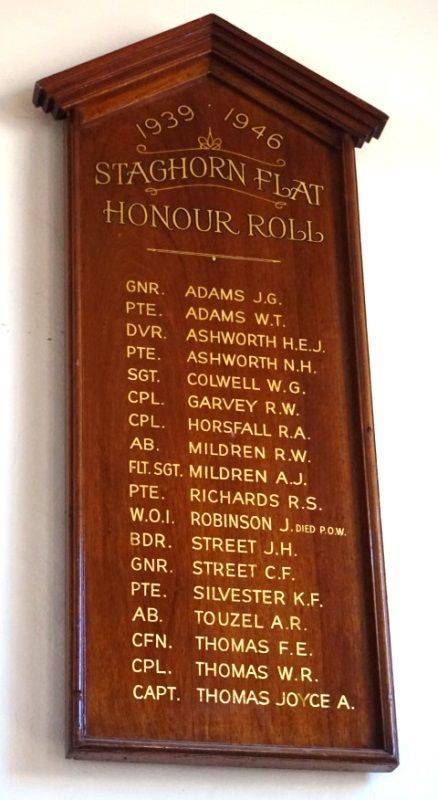 1939 · 1946
STAGHORN FLAT
HONOUR ROLL
GNR. ADAMS J.G.
PTE. ADAMS W.T.
DVR. ASHWORTH H.E.J.
PTE. ASHWORTH N.H.
SGT. COLWELL W.G.
CPL. GARVEY R.W.
CPL. HORSFALL R.A.
AB. MILDREN R.W.
FLT. SGT. MILDREN A.J.
PTE. RICHARDS R.S.
W.O.I. ROBINSON J. DIED P.O.W.
BDR. STREET J.H.
GNR. STREET C.F.
PTE. SILVESTER K.F.
AB. TOUZEL A.R.
CFN. THOMAS F.E.
CPL. THOMAS W.R.
CAPT. THOMAS JOYCE A.